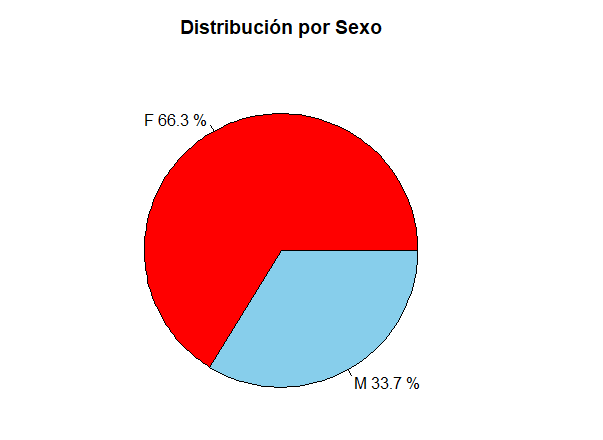 Distribución por Sexo
F 66.3 %
M 33.7 %